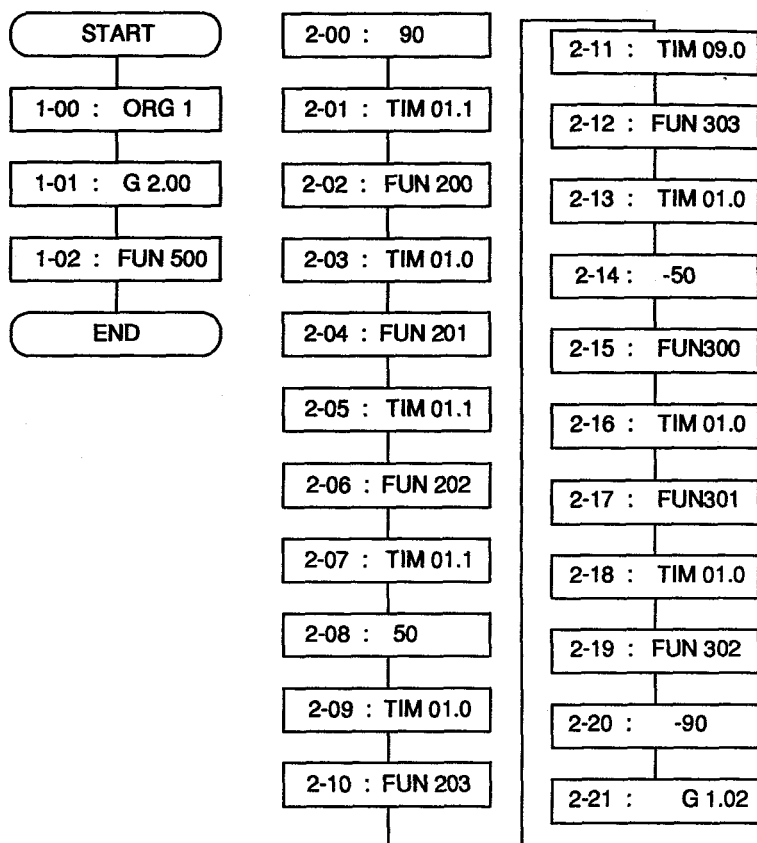 START
1-00 : ORG 1
1-01 : G 2.00
1-02 : FUN 500
END
2-00 : 90
2-01 : TIM 01.1
2-02 : FUN 200
2-03 : TIM 01.0
2-04 : FUN 201
2-05 : TIM 01.1
2-06 : FUN 202
2-07 : TIM 01.1
2-08 : 50
2-09 : TIM 01.0
2-10 : FUN 203
2-11 : TIM 09.0
2-12 : FUN 303
2-13 : TIM 01.0
2-14 : -50
2-15 : FUN300
2-16 : TIM 01.0
2-17 : FUN301
2-18 : TIM 01.0
2-19 : FUN 302
2-20 : -90
2-21 : G 1.02